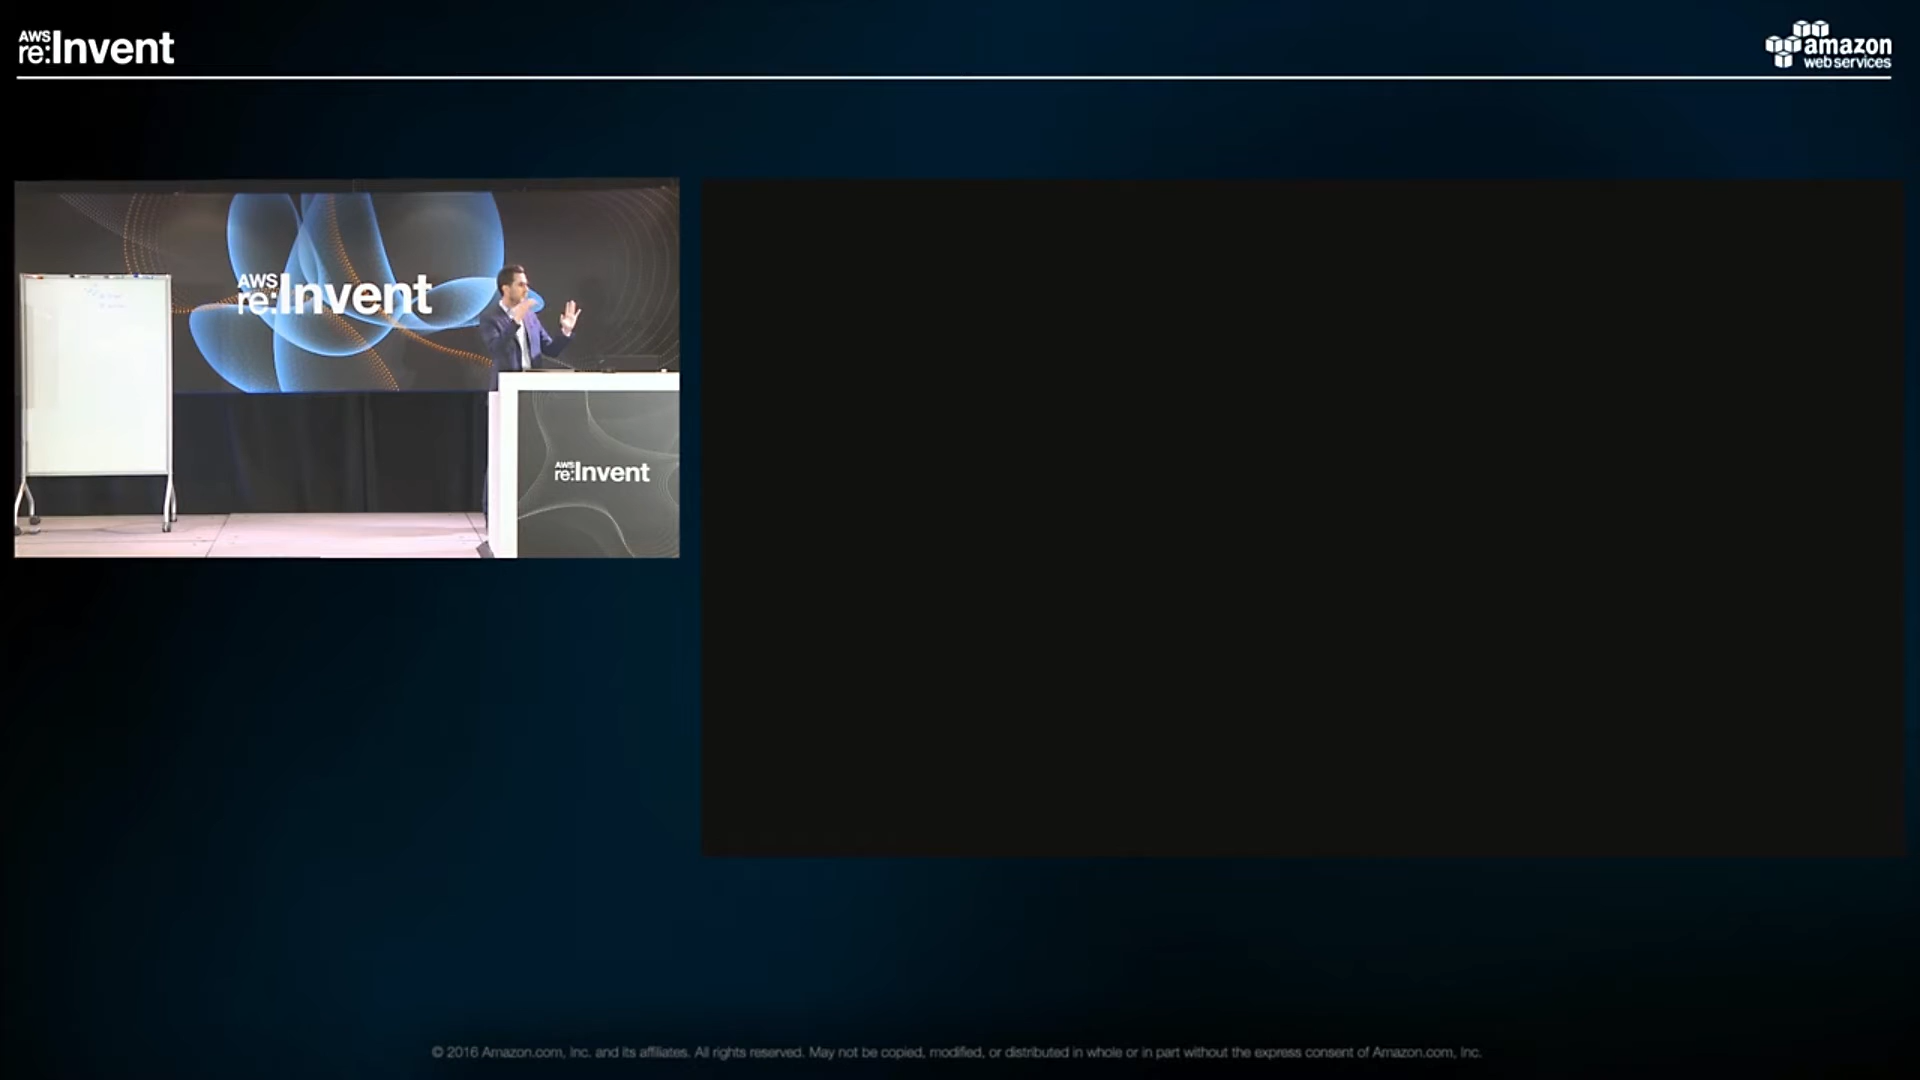 AWS
re:Invent
amazon
web services
AWS
re:Invent
AWS
re:Invent
© 2016 Amazon.com, Inc. and its affiliates. All rights reserved. May not be copied, modified, or distributed in whole or in part without the express consent of Amazon.com, Inc.